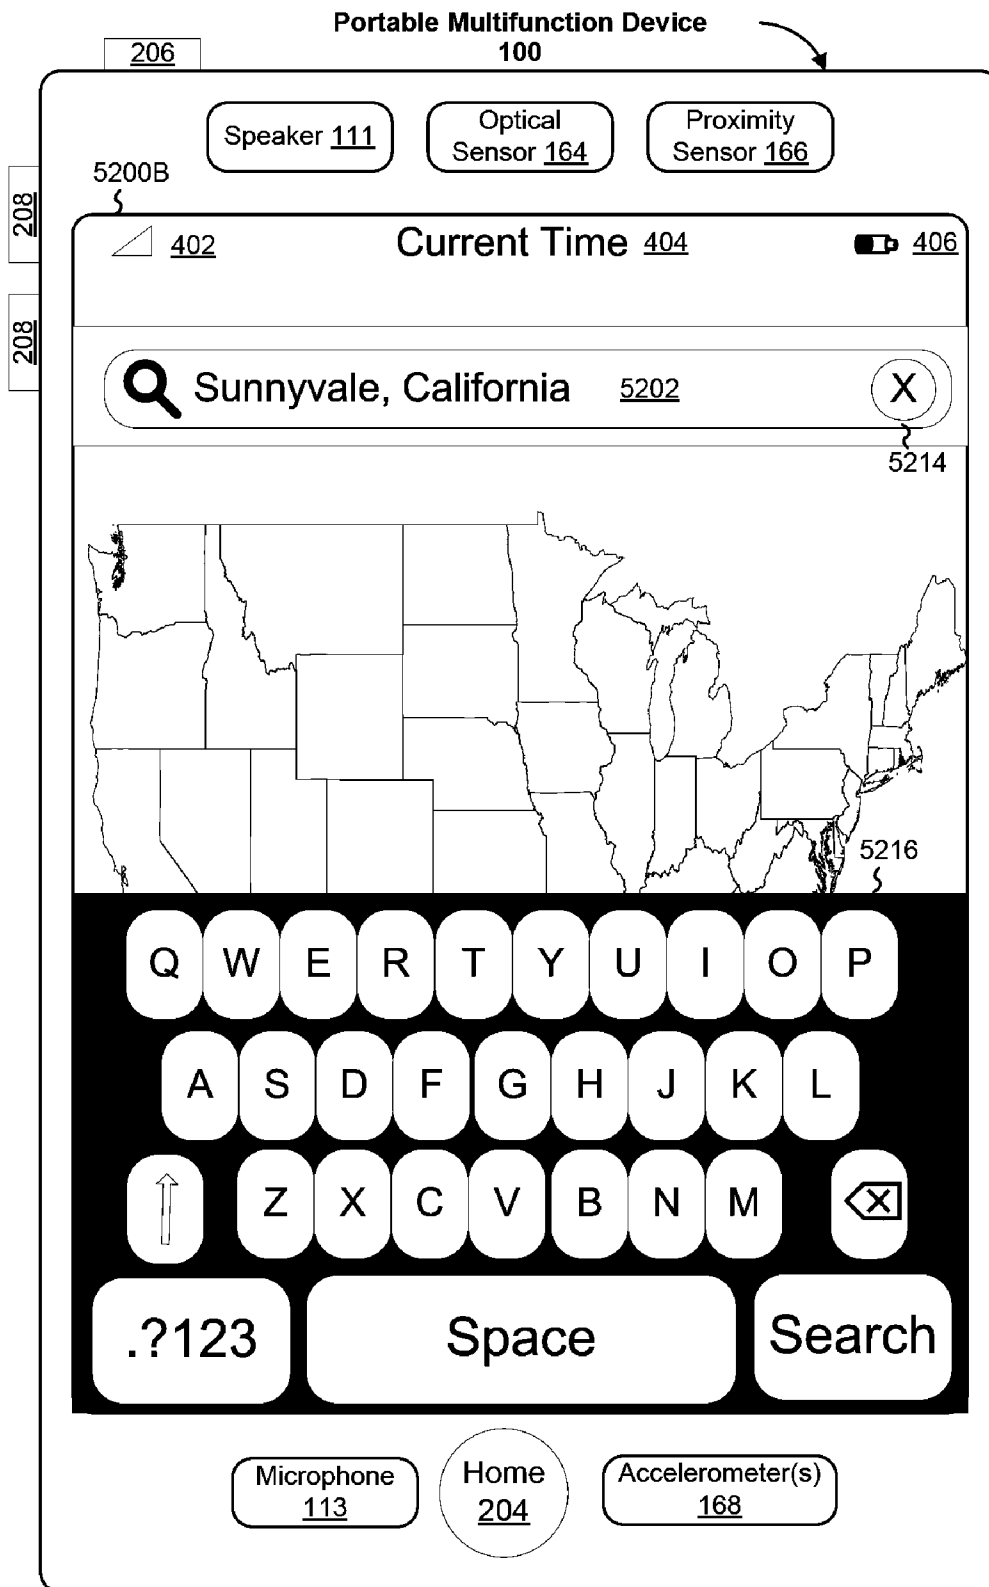 Portable Multifunction Device
100
206
Speaker 111
Optical
Sensor 164
Proximity
Sensor 166
5200B
208
208
402
Current Time 404
406
Sunnyvale, California 5202
X
5214
5216
Q W E R T Y U I O P
A S D F G H J K L
Z X C V B N M
.?123 Space Search
Microphone
113
Home
204
Accelerometer(s)
168